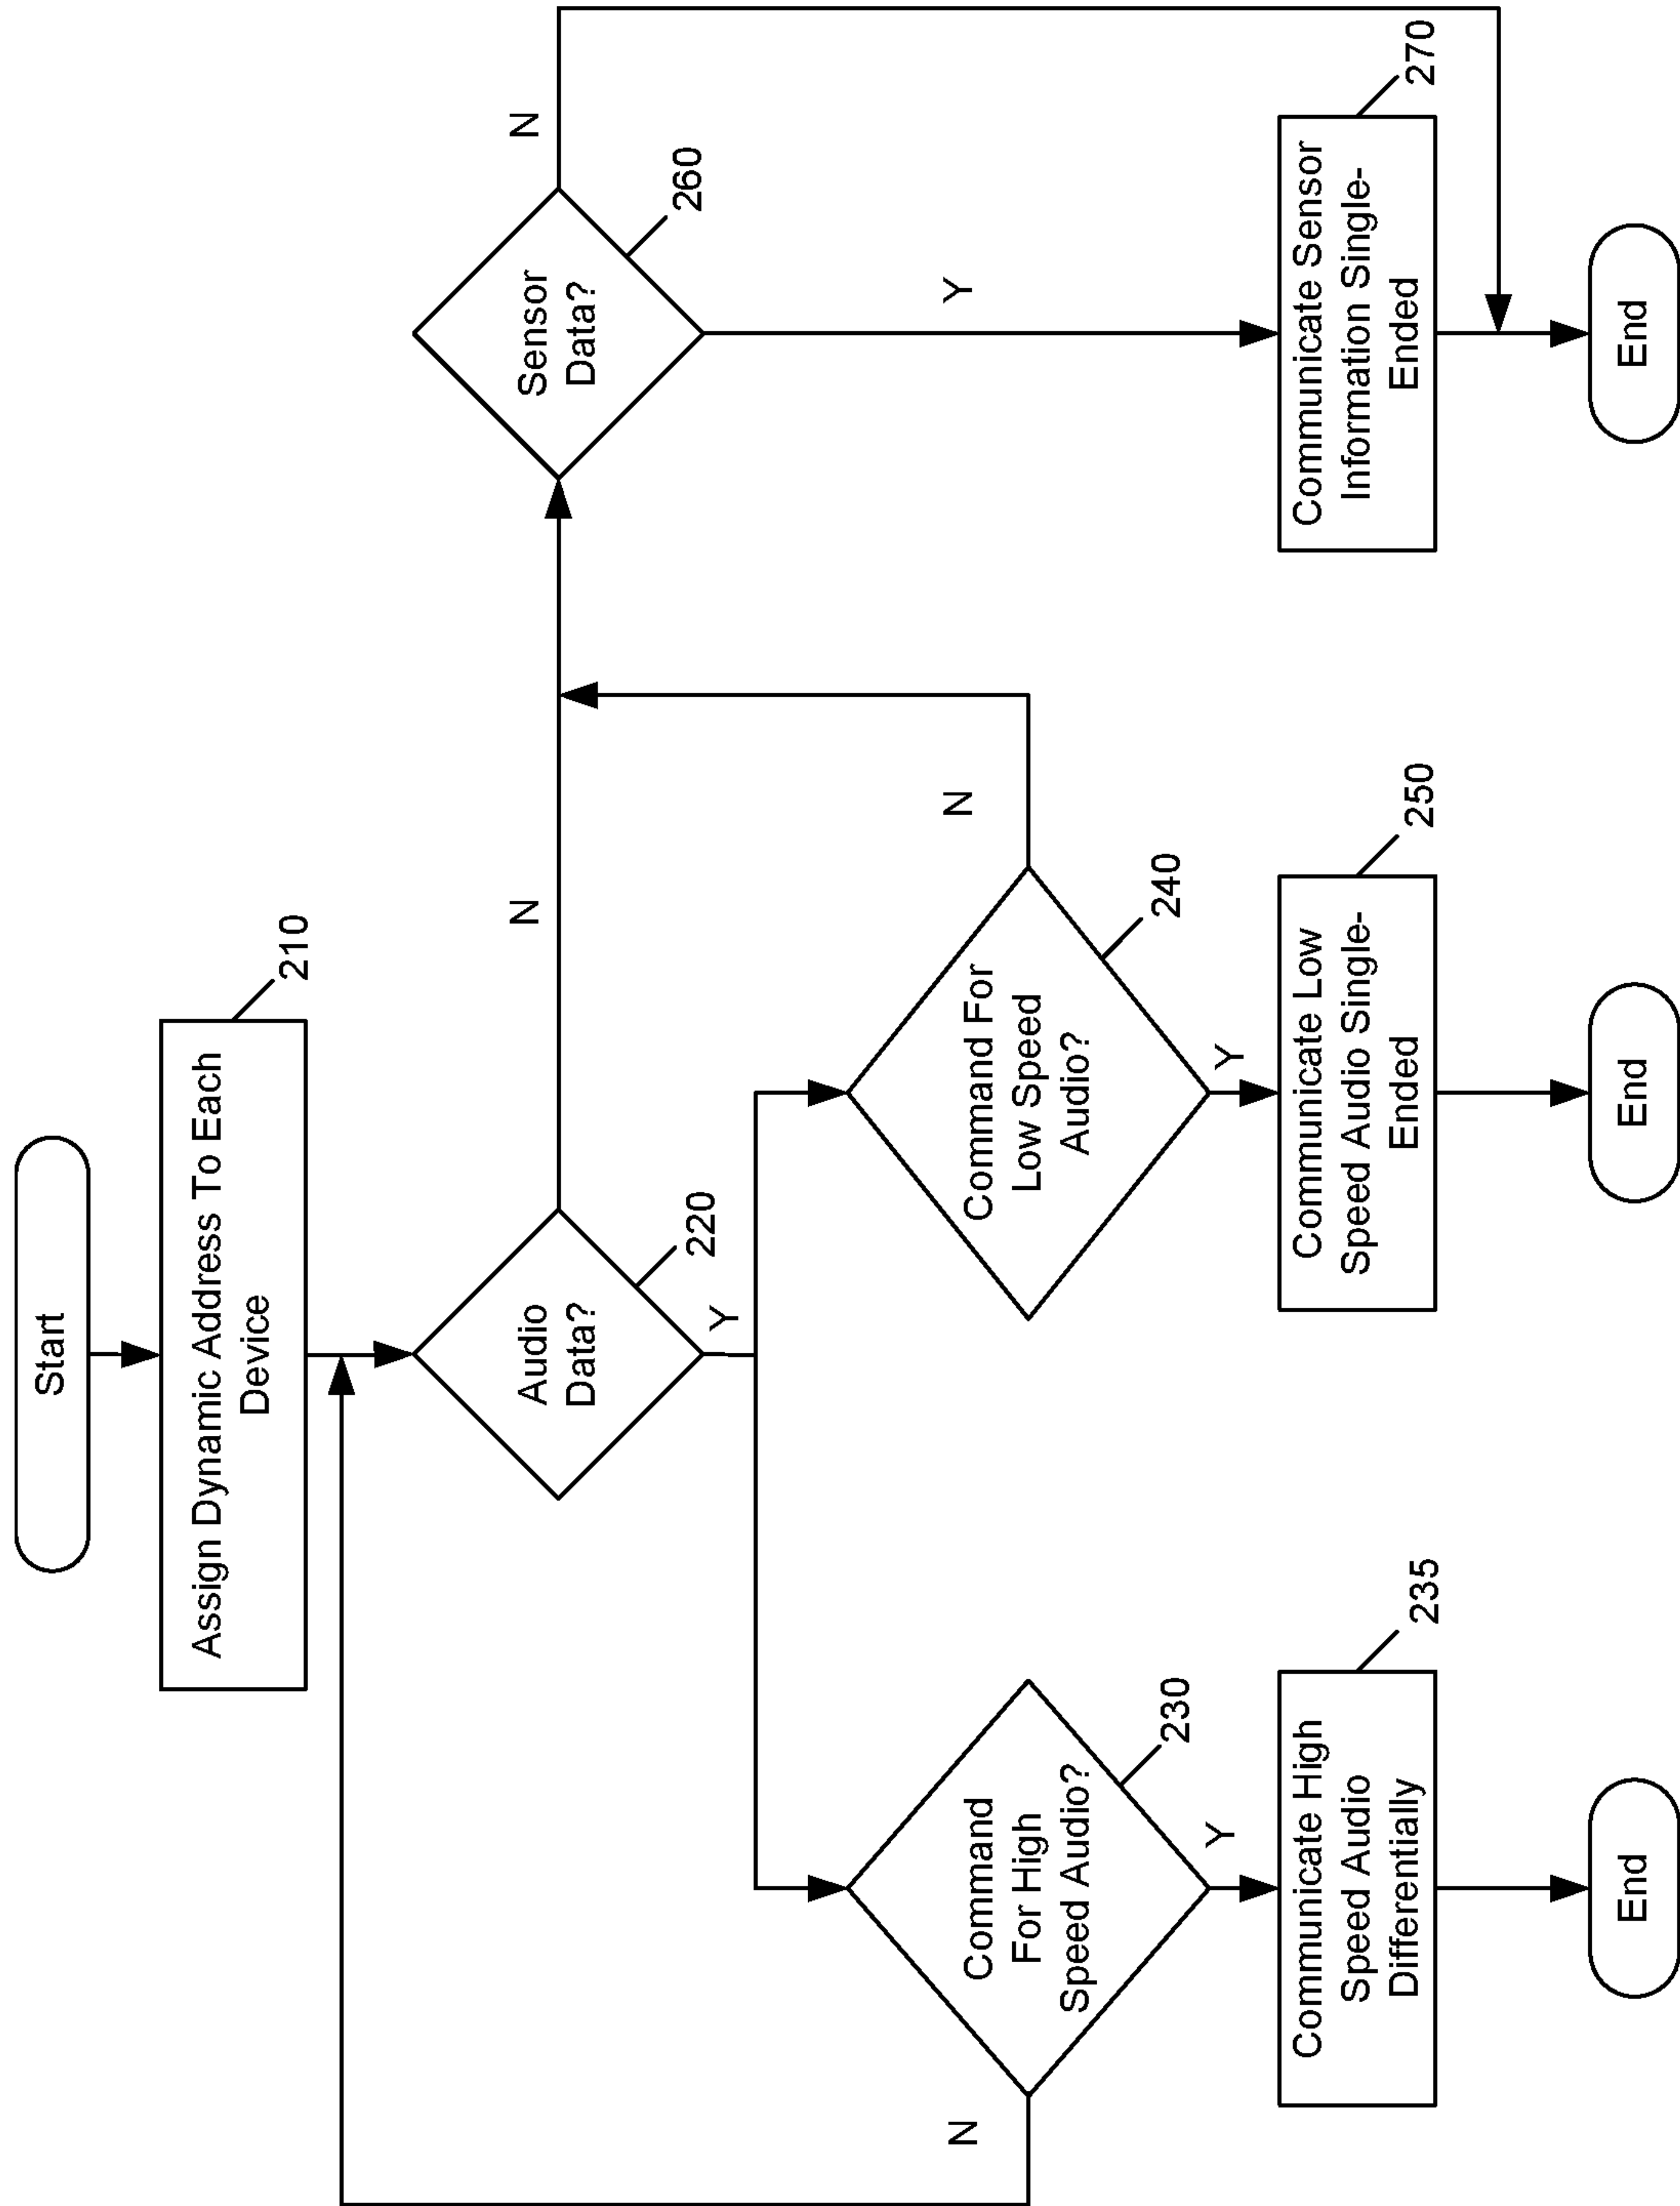 Start
Assign Dynamic Address To Each
Device
210
Audio
Data?
220
N
Y
Sensor
Data?
260
N
Y
Command
For High
Speed Audio?
230
N
Y
Command For
Low Speed
Audio?
240
N
Y
Communicate High
Speed Audio
Differentially
235
Communicate Low
Speed Audio Single-
Ended
250
Communicate Sensor
Information Single-
Ended
270
End
End
End